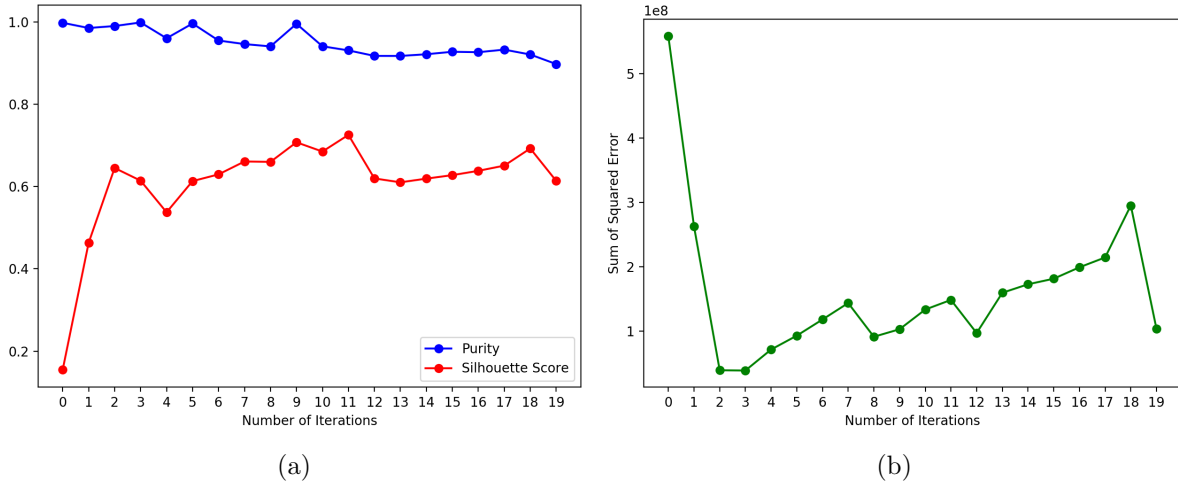 1.0
0.8
0.6
0.4
0.2
Purity
Silhouette Score
0 1 2 3 4 5 6 7 8 9 10 11 12 13 14 15 16 17 18 19
Number of Iterations
(a)
1e8
5
4
3
2
1
Sum of Squared Error
0 1 2 3 4 5 6 7 8 9 10 11 12 13 14 15 16 17 18 19
Number of Iterations
(b)